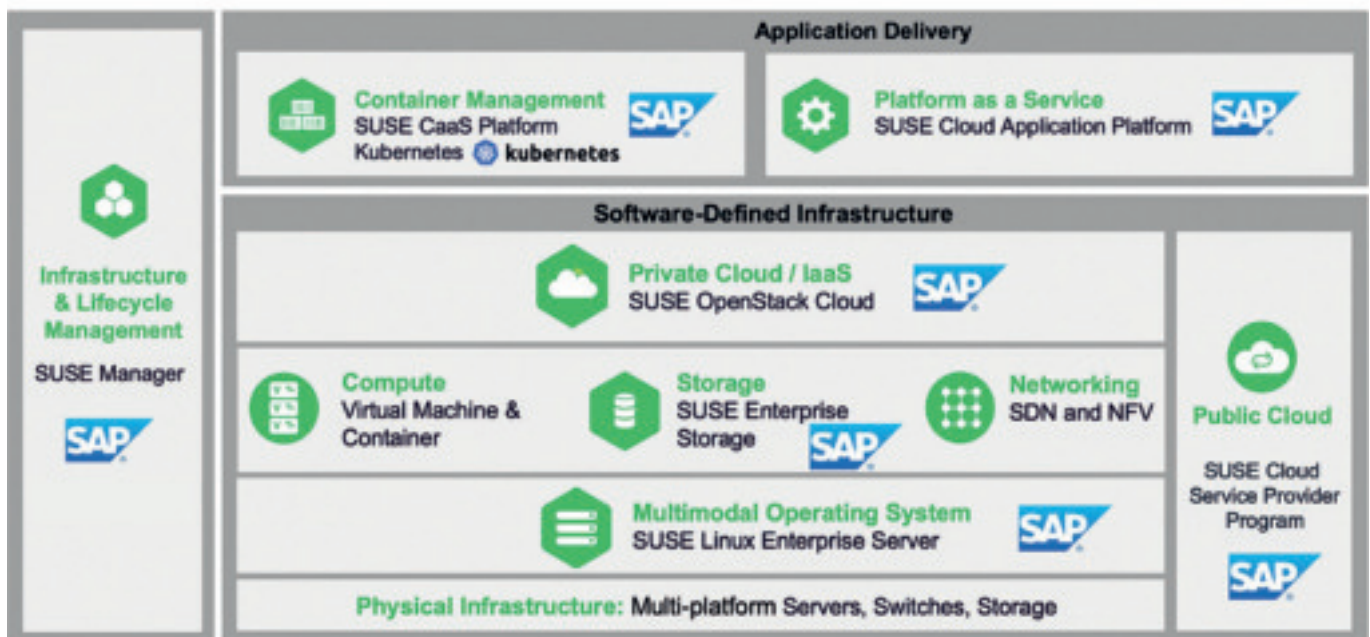 Application Delivery
Container Management
SUSE CaaS Platform
Kubernetes kubernetes
SAP
Platform as a Service
SUSE Cloud Application Platform
SAP
Infrastructure
& Lifecycle
Management
SUSE Manager
SAP
Software-Defined Infrastructure
Private Cloud / IaaS
SUSE OpenStack Cloud
SAP
Compute
Virtual Machine &
Container
Storage
SUSE Enterprise
Storage
SAP
Networking
SDN and NFV
Multimodal Operating System
SUSE Linux Enterprise Server
SAP
Physical Infrastructure: Multi-platform Servers, Switches, Storage
Public Cloud
SUSE Cloud
Service Provider
Program
SAP